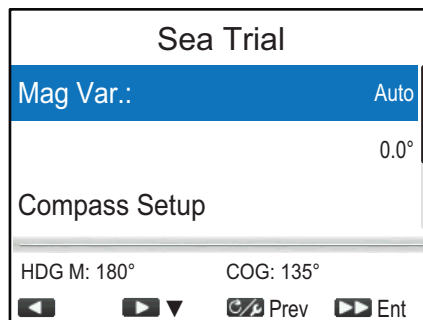 Sea Trial
Mag Var.: Auto
0.0°
Compass Setup
HDG M: 180° COG: 135°
Prev Ent